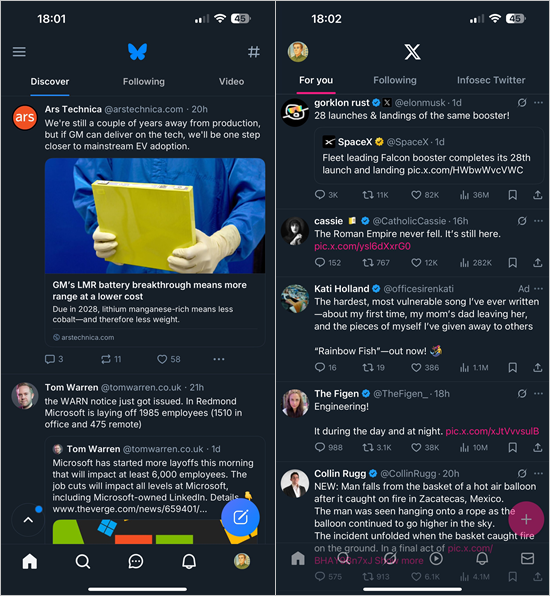 18:01
45
Discover
Following
Video
ars
Ars Technica @arstechnica.com · 20h
We're still a couple of years away from production,
but if GM can deliver on the tech, we'll be one step
closer to mainstream EV adoption.
GM's LMR battery breakthrough means more
range at a lower cost
Due in 2028, lithium manganese-rich means less
cobalt—and therefore less weight.
arstechnica.com
3
11
58
Tom Warren @tomwarren.co.uk · 21h
the WARN notice just got issued. In Redmond
Microsoft is laying off 1985 employees (1510 in
office and 475 remote)
Tom Warren @tomwarren.co.uk · 1d
Microsoft has started more layoffs this morning
that will impact at least 6,000 employees. The
job cuts will impact all levels at Microsoft,
including Microsoft-owned LinkedIn. Details
www.theverge.com/news/659401/...
18:02
45
For you
Following
Infosec Twitter
gorklon rust @elonmusk · 1d
28 launches & landings of the same booster!
SpaceX @SpaceX · 1d
Fleet leading Falcon booster completes its 28th
launch and landing pic.x.com/HWbwWvcVWC
3K
11K
82K
36M
cassie @CatholicCassie · 16h
The Roman Empire never fell. It's still here.
pic.x.com/ysI6dXxrG0
152
767
12K
282K
Kati Holland @officesirenkati
Ad
The hardest, most vulnerable song I've ever written
—about my first time, my mom's dad leaving her,
and the pieces of myself I've given away to others
"Rainbow Fish"—out now!
16
19
386
1.1M
The Figen @TheFigen_ · 18h
Engineering!
It during the day and at night. pic.x.com/xJtVvvsulB
988
3.1K
38K
10M
Collin Rugg @CollinRugg · 20h
NEW: Man falls from the basket of a hot air balloon
after it caught on fire in Zacatecas, Mexico.
The man was seen hanging onto a rope as the
balloon continued to go higher in the sky.
The incident unfolded when the basket caught fire
on the ground. In a final act of pic.x.com/
Show more
575
913
6.1K
4.1M